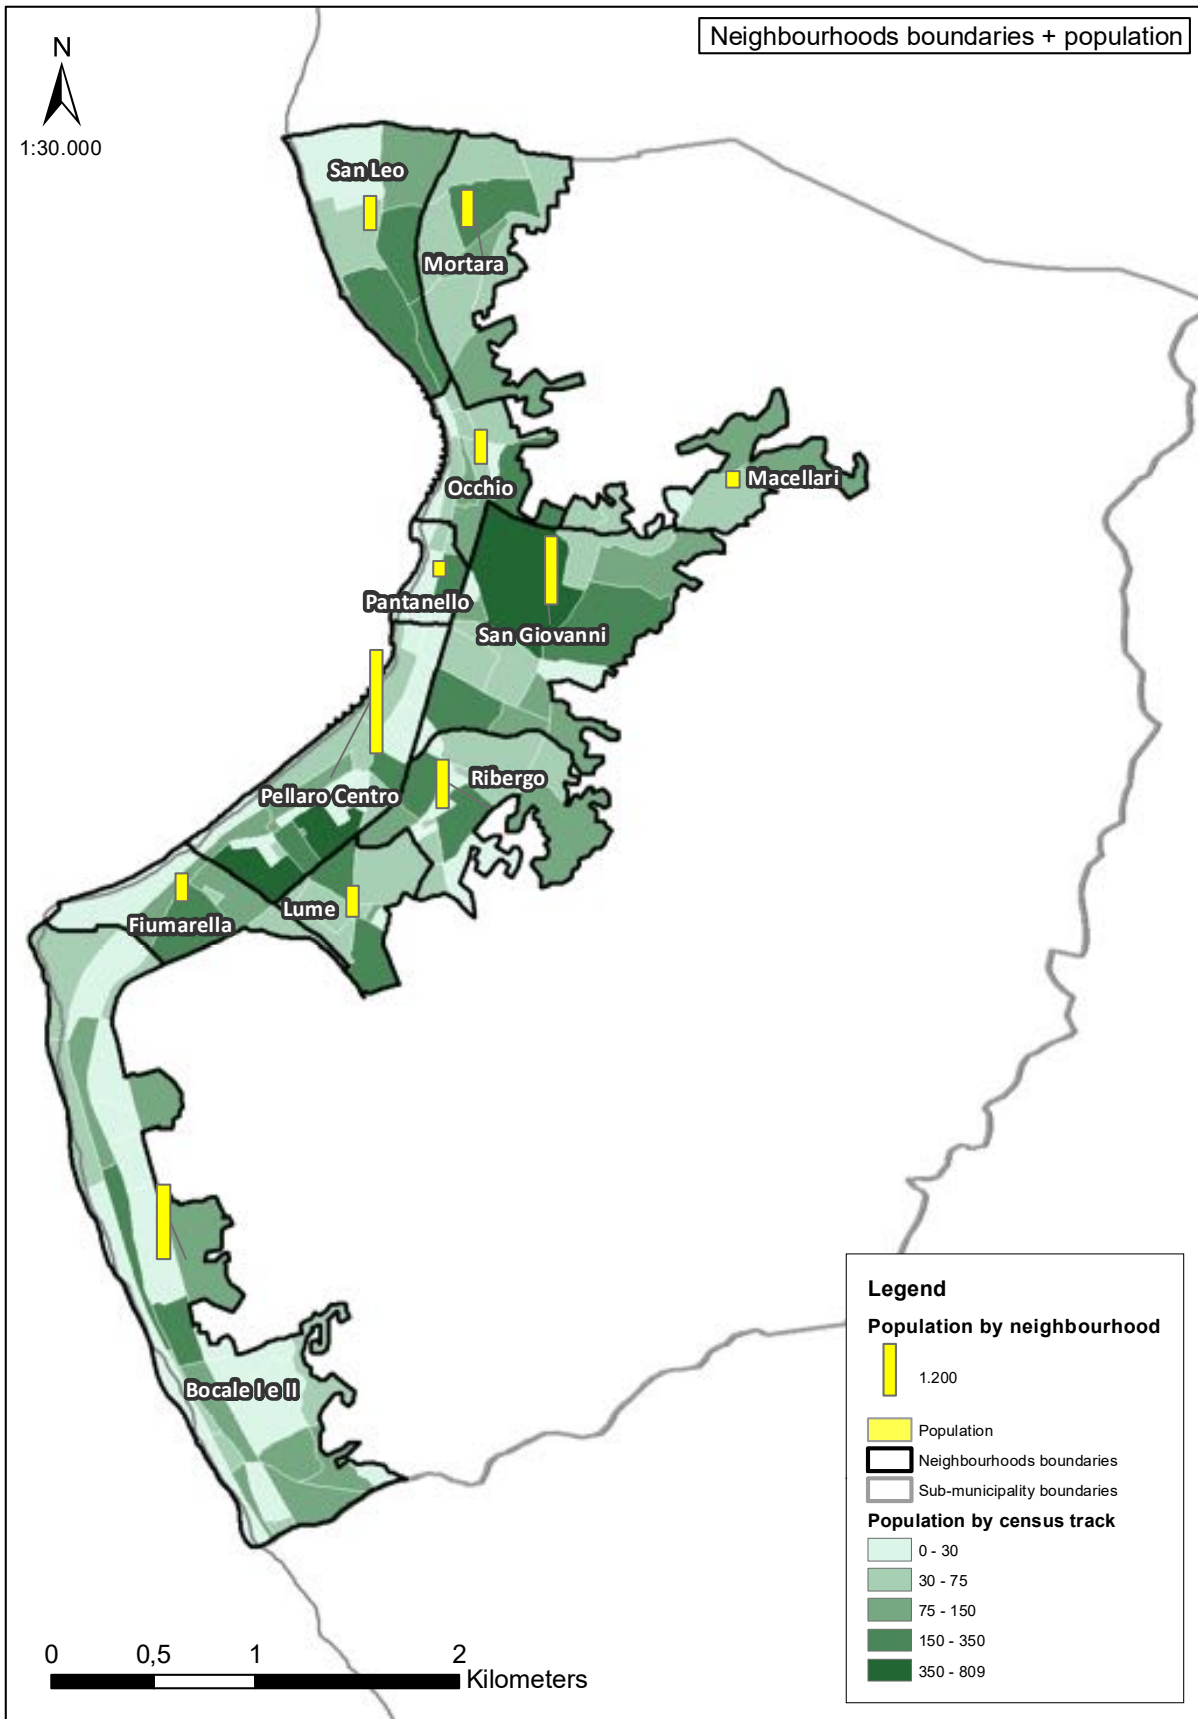 Neighbourhoods boundaries + population
N
1:30.000
San Leo
Mortara
Macellari
Occhio
Pantanello
San Giovanni
Ribergo
Pellaro Centro
Lume
Fiumarella
Bocale I e II
Legend
Population by neighbourhood
1.200
Population
Neighbourhoods boundaries
Sub-municipality boundaries
Population by census track
0 - 30
30 - 75
75 - 150
150 - 350
350 - 809
0 0,5 1 2
Kilometers